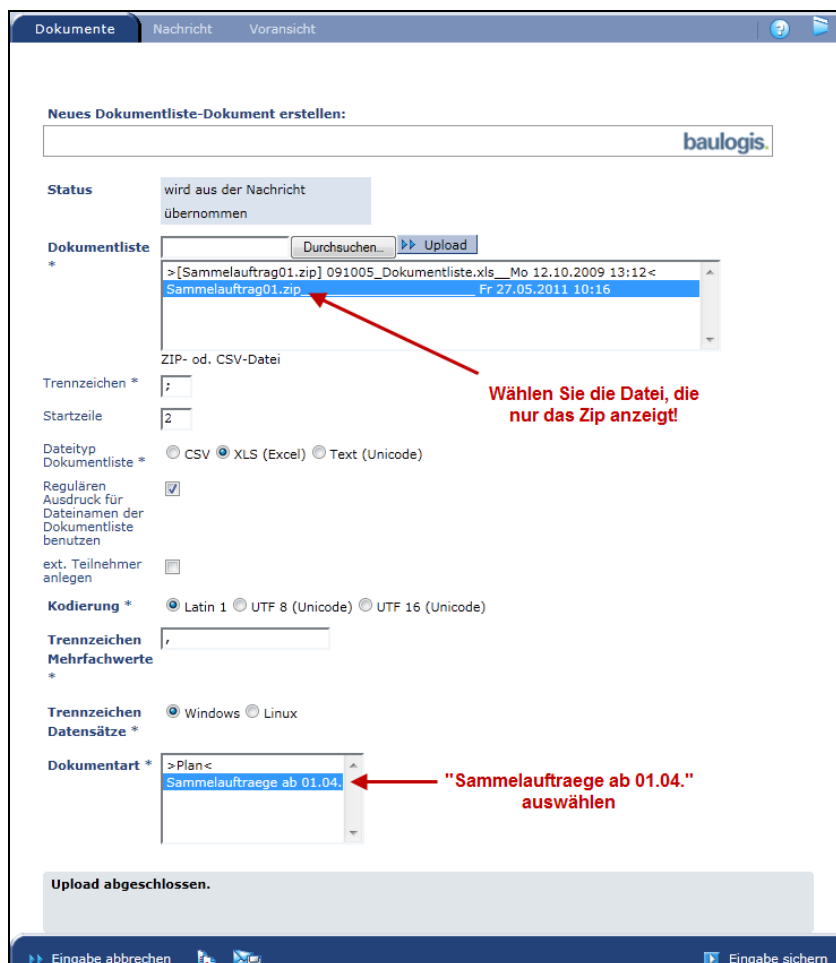 Dokumente Nachricht Voransicht
Neues Dokumentliste-Dokument erstellen:
baulogis.
Status wird aus der Nachricht
übernommen
Dokumentliste Durchsuchen... Upload
*
>[Sammelauftrag01.zip] 091005_Dokumentliste.xls__Mo 12.10.2009 13:12<
Sammelauftrag01.zip_________________________ Fr 27.05.2011 10:16
ZIP- od. CSV-Datei
Wählen Sie die Datei, die
nur das Zip anzeigt!
Trennzeichen * ;
Startzeile 2
Dateityp
Dokumentliste * CSV XLS (Excel) Text (Unicode)
Regulären
Ausdruck für
Dateinamen der
Dokumentliste
benutzen
ext. Teilnehmer
anlegen
Kodierung * Latin 1 UTF 8 (Unicode) UTF 16 (Unicode)
Trennzeichen ,
Mehrfachwerte
*
Trennzeichen Windows Linux
Datensätze *
Dokumentart * >Plan<
Sammelauftraege ab 01.04.
"Sammelauftraege ab 01.04."
auswählen
Upload abgeschlossen.
Eingabe abbrechen Eingabe sichern